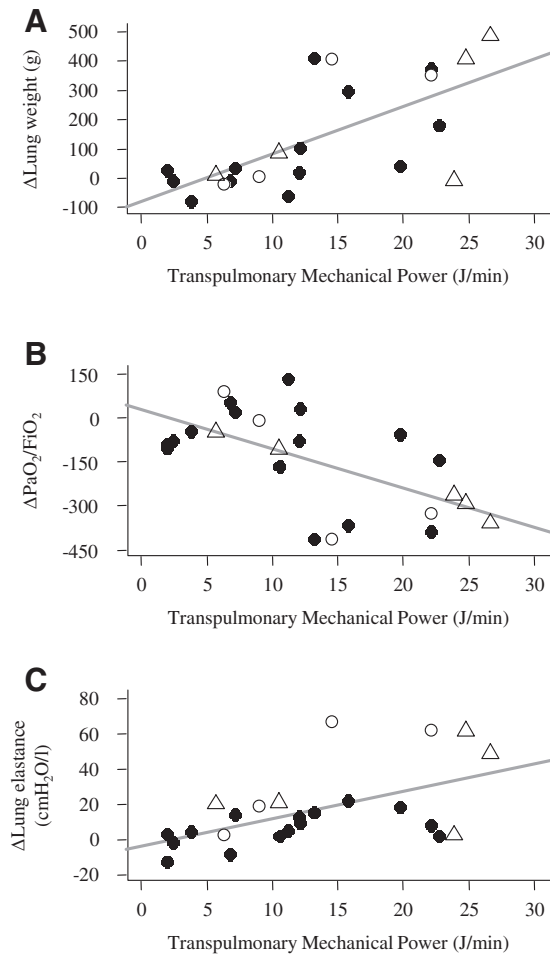 A
ΔLung weight (g)
500
400
300
200
100
0
-100
0 5 10 15 20 25 30
Transpulmonary Mechanical Power (J/min)
B
ΔPaO₂/FiO₂
150
0
-150
-300
-450
0 5 10 15 20 25 30
Transpulmonary Mechanical Power (J/min)
C
ΔLung elastance
(cmH₂O/l)
80
60
40
20
0
-20
0 5 10 15 20 25 30
Transpulmonary Mechanical Power (J/min)